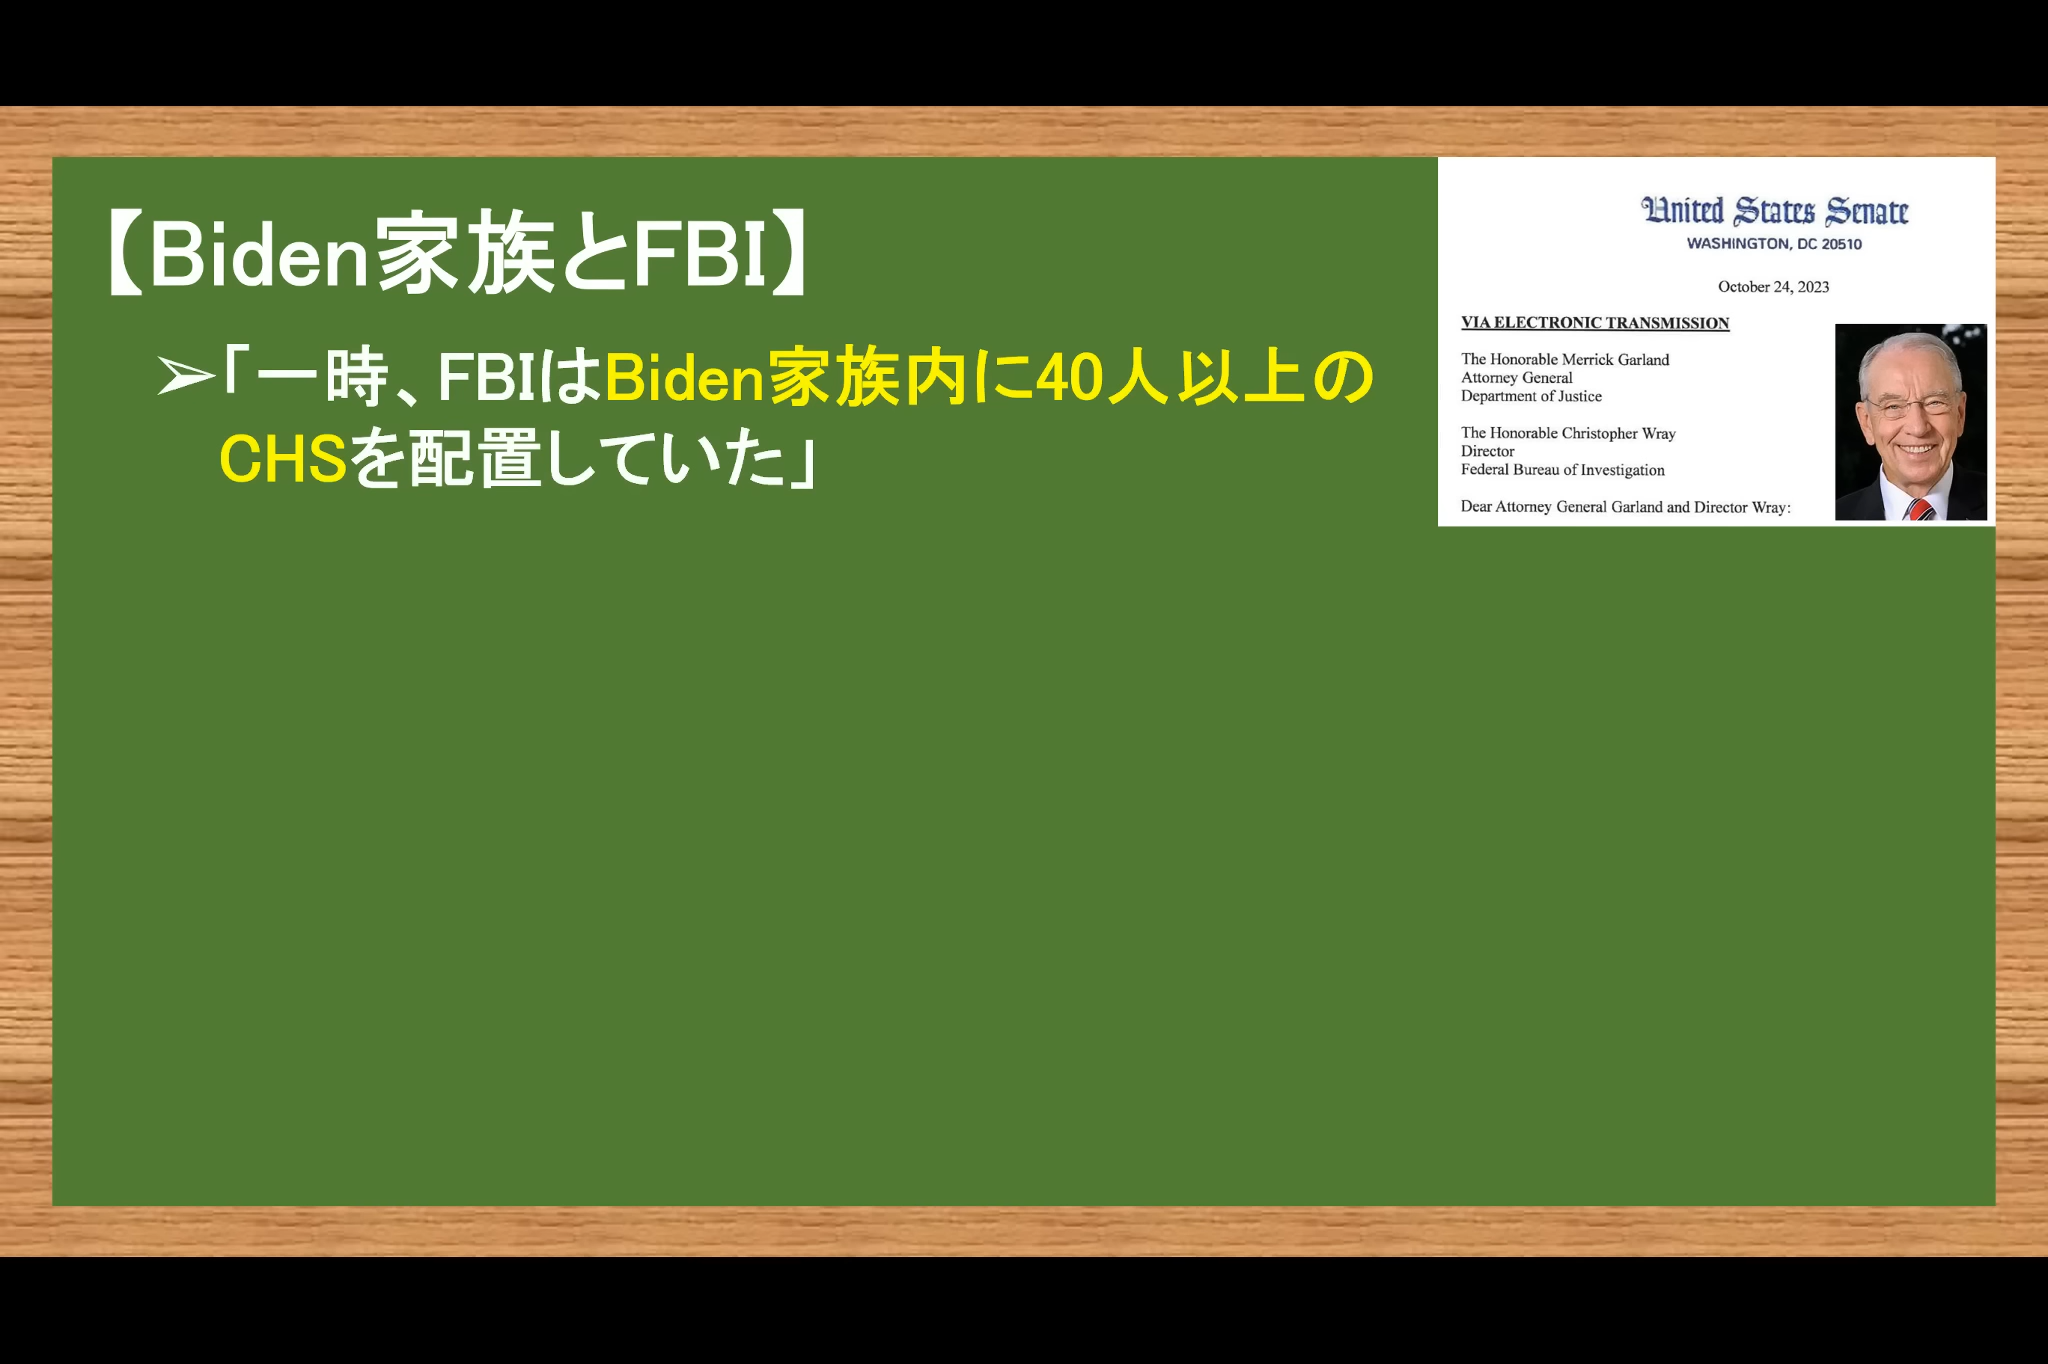 【Biden家族とFBI】
➢「一時、FBIはBiden家族内に40人以上の
CHSを配置していた」
United States Senate
WASHINGTON, DC 20510
October 24, 2023
VIA ELECTRONIC TRANSMISSION
The Honorable Merrick Garland
Attorney General
Department of Justice
The Honorable Christopher Wray
Director
Federal Bureau of Investigation
Dear Attorney General Garland and Director Wray: